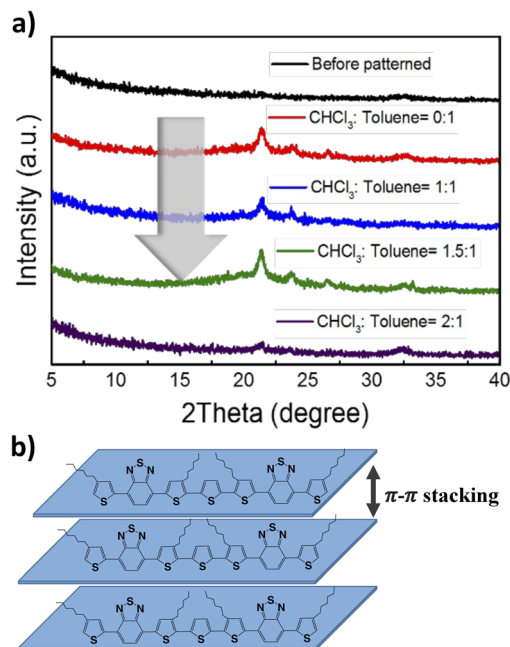 a)
Intensity (a.u.)
Before patterned
CHCl₃: Toluene= 0:1
CHCl₃: Toluene= 1:1
CHCl₃: Toluene= 1.5:1
CHCl₃: Toluene= 2:1
5 10 15 20 25 30 35 40
2Theta (degree)
b)
S S
N N N N
S S S S S
π-π stacking
S S
N N N N
S S S S S
S S
N N N N
S S S S S